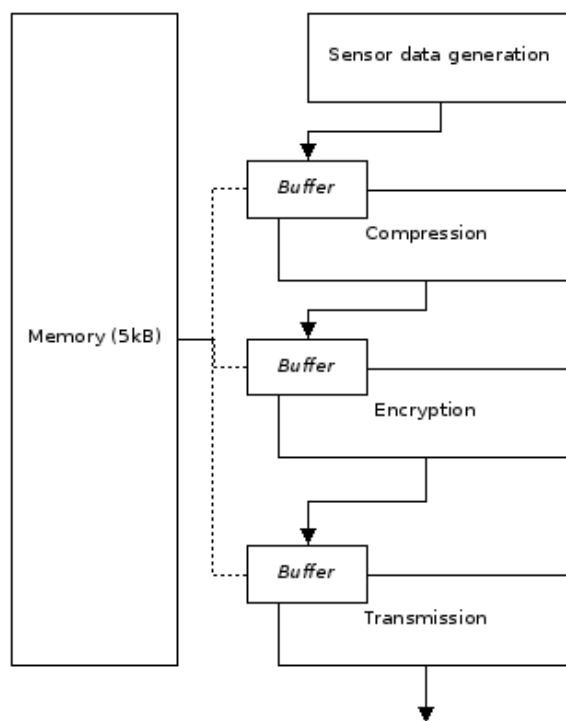 Sensor data generation
Buffer
Compression
Memory (5kB)
Buffer
Encryption
Buffer
Transmission